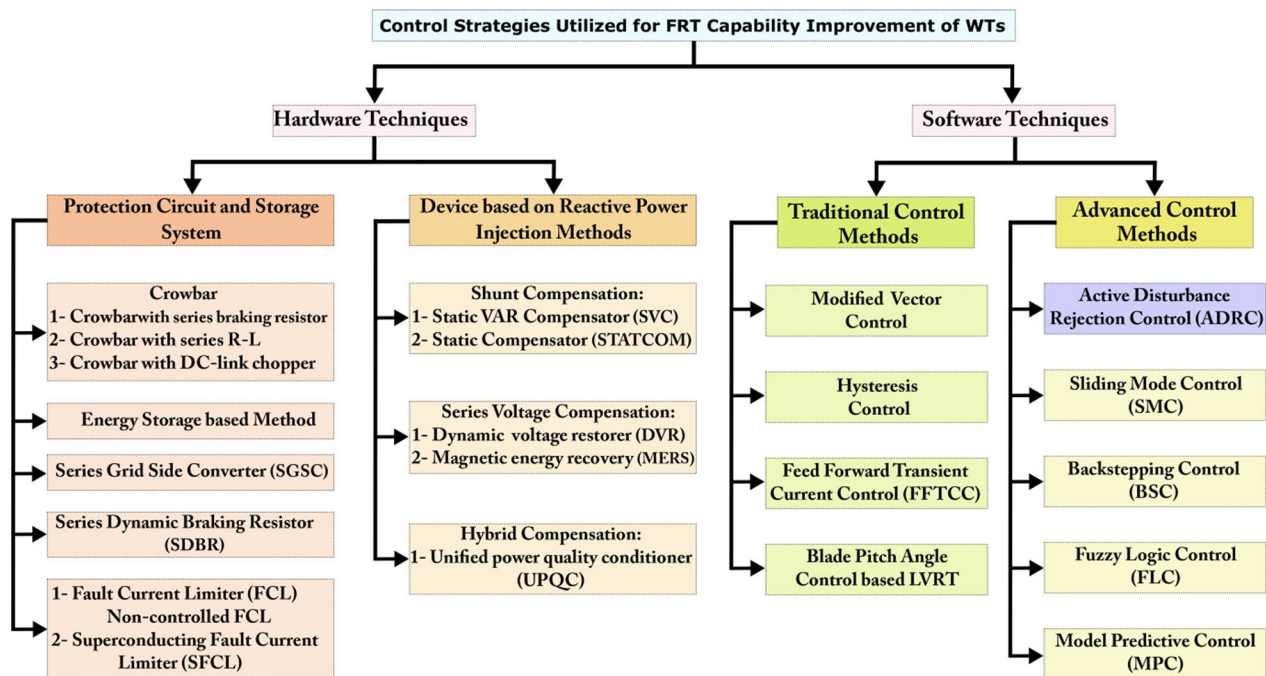 Control Strategies Utilized for FRT Capability Improvement of WTs
Hardware Techniques
Software Techniques
Protection Circuit and Storage
System
Device based on Reactive Power
Injection Methods
Traditional Control
Methods
Advanced Control
Methods
Crowbar
1- Crowbar with series braking resistor
2- Crowbar with series R-L
3- Crowbar with DC-link chopper
Energy Storage based Method
Series Grid Side Converter (SGSC)
Series Dynamic Braking Resistor
(SDBR)
1- Fault Current Limiter (FCL)
Non-controlled FCL
2- Superconducting Fault Current
Limiter (SFCL)
Shunt Compensation:
1- Static VAR Compensator (SVC)
2- Static Compensator (STATCOM)
Series Voltage Compensation:
1- Dynamic voltage restorer (DVR)
2- Magnetic energy recovery (MERS)
Hybrid Compensation:
1- Unified power quality conditioner
(UPQC)
Modified Vector
Control
Hysteresis
Control
Feed Forward Transient
Current Control (FFTCC)
Blade Pitch Angle
Control based LVRT
Active Disturbance
Rejection Control (ADRC)
Sliding Mode Control
(SMC)
Backstepping Control
(BSC)
Fuzzy Logic Control
(FLC)
Model Predictive Control
(MPC)